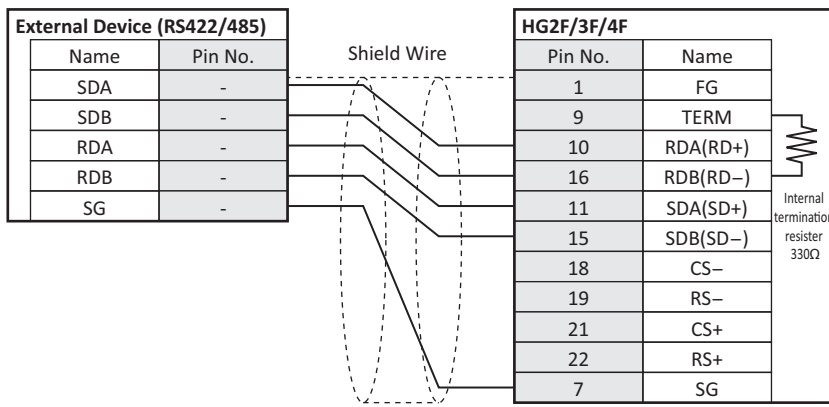 External Device (RS422/485)
Name Pin No.
SDA -
SDB -
RDA -
RDB -
SG -
Shield Wire
HG2F/3F/4F
Pin No. Name
1 FG
9 TERM
10 RDA(RD+)
16 RDB(RD−)
11 SDA(SD+)
15 SDB(SD−)
18 CS−
19 RS−
21 CS+
22 RS+
7 SG
Internal
termination
resister
330Ω